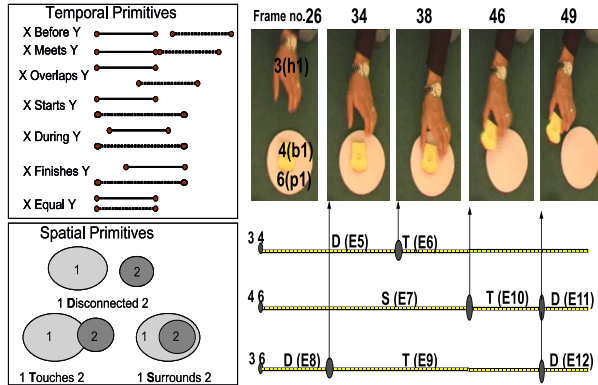 Temporal Primitives
X Before Y
X Meets Y
X Overlaps Y
X Starts Y
X During Y
X Finishes Y
X Equal Y
Spatial Primitives
1 2
1 Disconnected 2
1 2
1 2
1 Touches 2 1 Surrounds 2
Frame no.26 34 38 46 49
3(h1)
4(b1)
6(p1)
3 4 D (E5) T (E6)
4 6 S (E7) T (E10) D (E11)
3 6 D (E8) T (E9) D (E12)